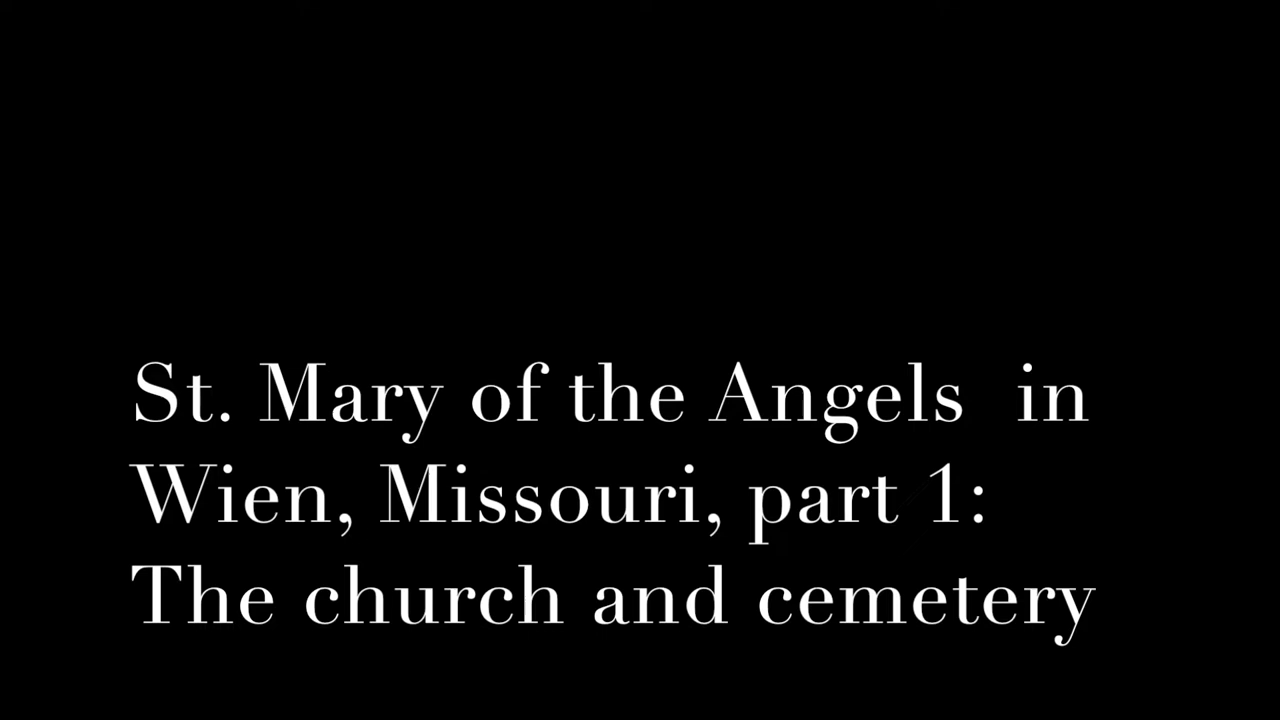 St. Mary of the Angels  in
Wien, Missouri, part 1:
The church and cemetery